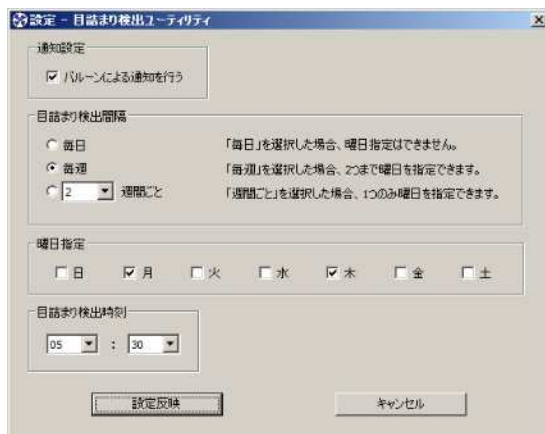 設定 - 目詰まり検出ユーティリティ
通知設定
バルーンによる通知を行う
目詰まり検出間隔
毎日 「毎日」を選択した場合、曜日指定はできません。
毎週 「毎週」を選択した場合、2つまで曜日を指定できます。
2 週間ごと 「週間ごと」を選択した場合、1つのみ曜日を指定できます。
曜日指定
日 月 火 水 木 金 土
目詰まり検出時刻
05 : 30
設定反映 キャンセル